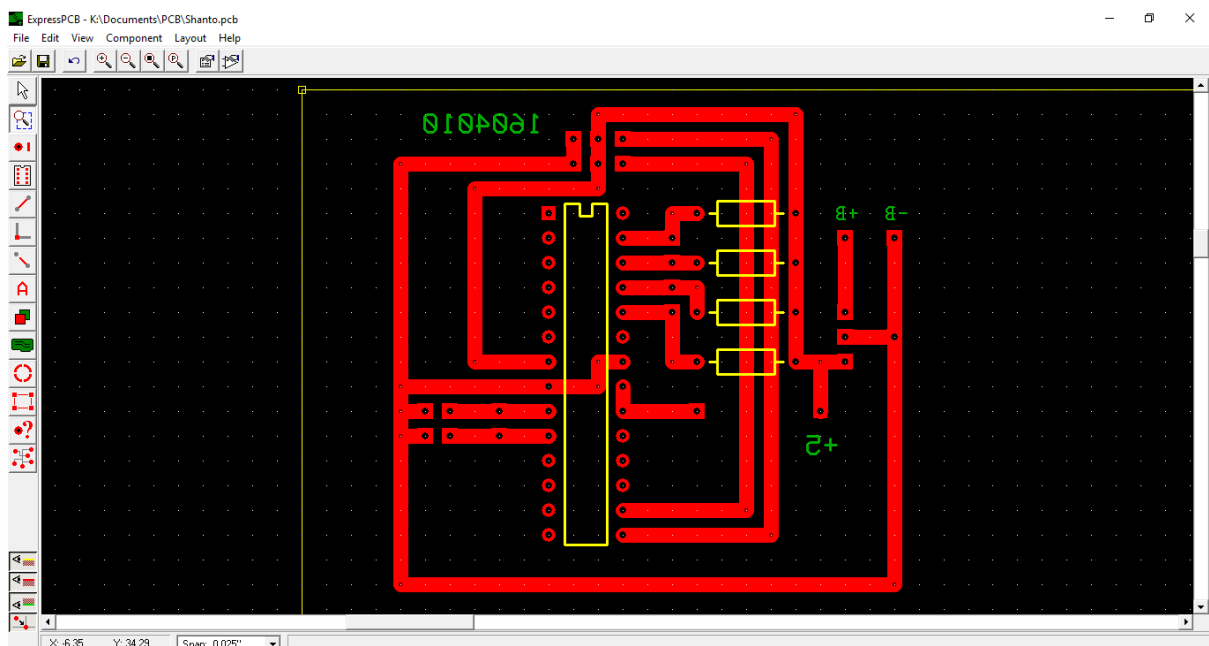 ExpressPCB - K:\Documents\PCB\Shanto.pcb
File Edit View Component Layout Help
1604010
B+ B-
+5
X: -6.35 Y: 34.29 Snap: 0.025"